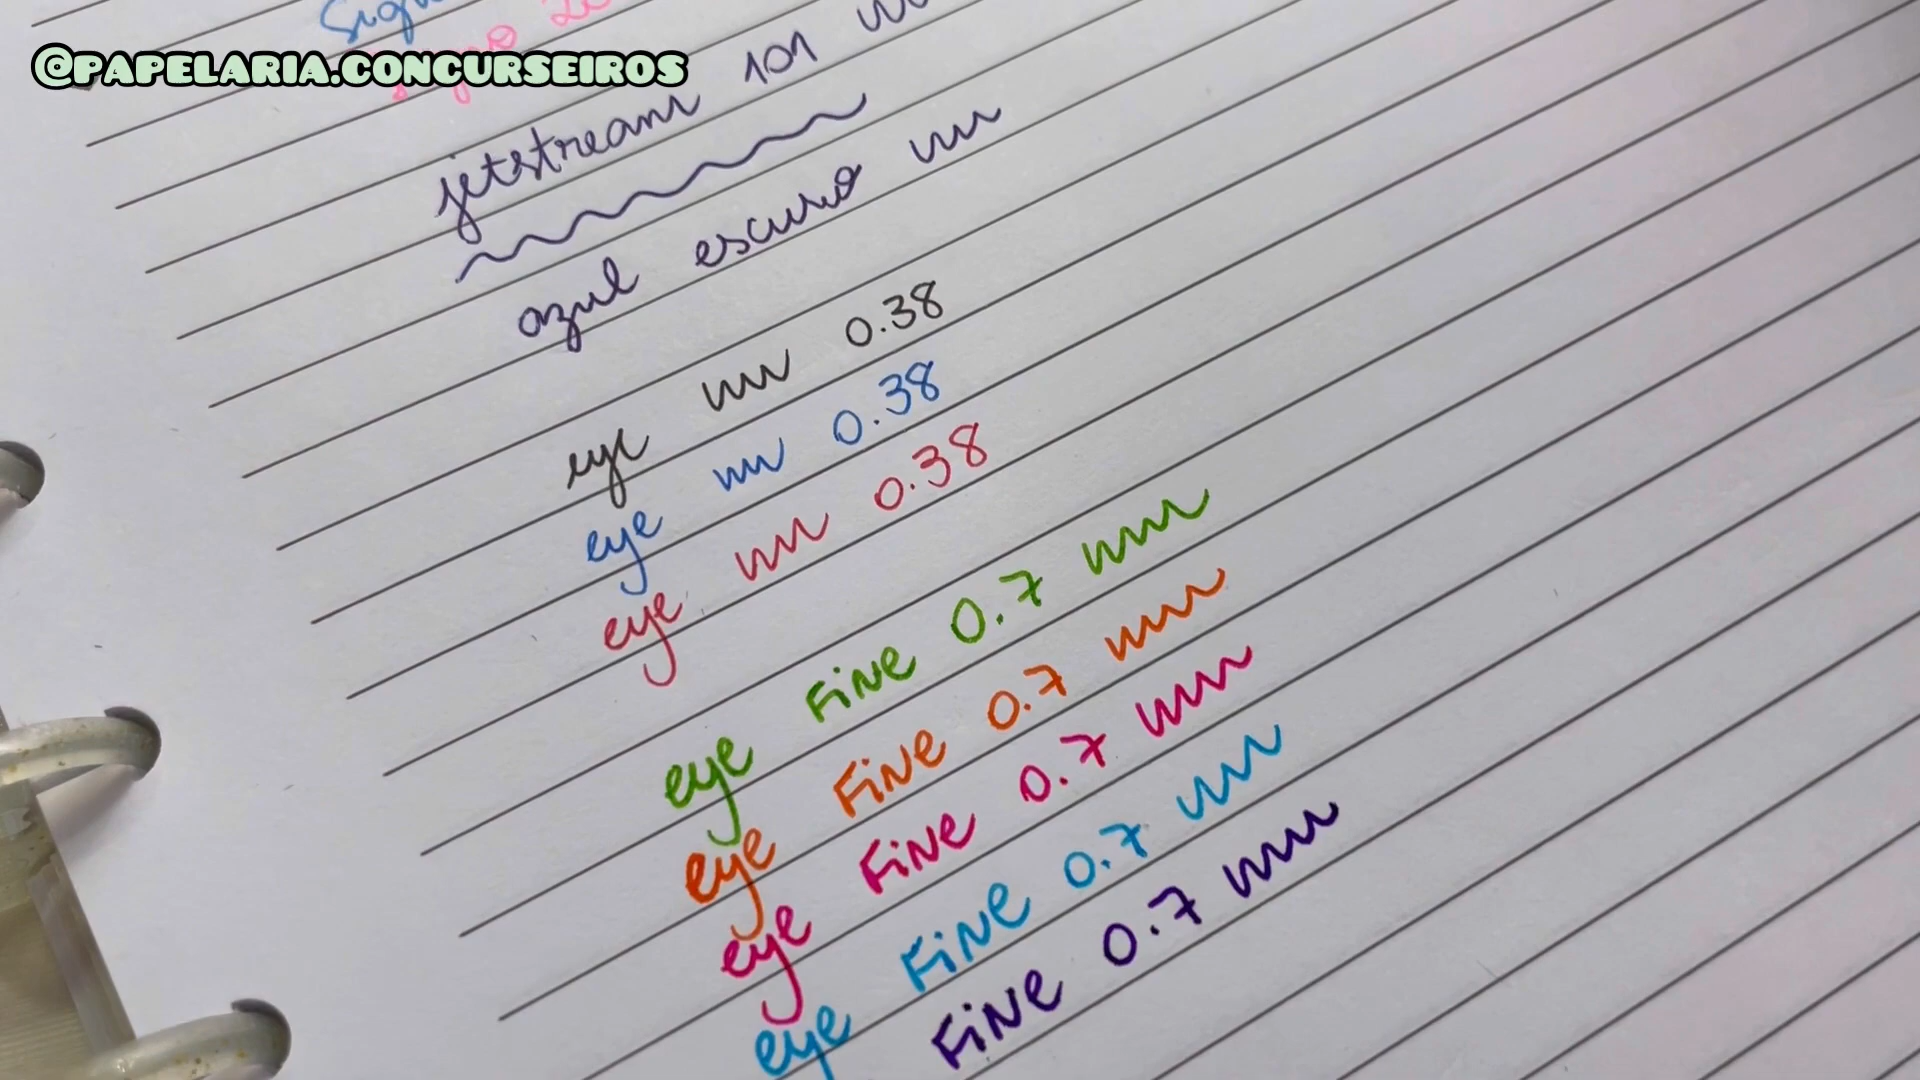 @PAPELARIA.CONCURSEIROS
jetstream 101
azul escuro
eye 0.38
eye 0.38
eye 0.38
eye FiNe 0.7
eye FiNe 0.7
eye FiNe 0.7
eye FiNe 0.7
FiNe 0.7